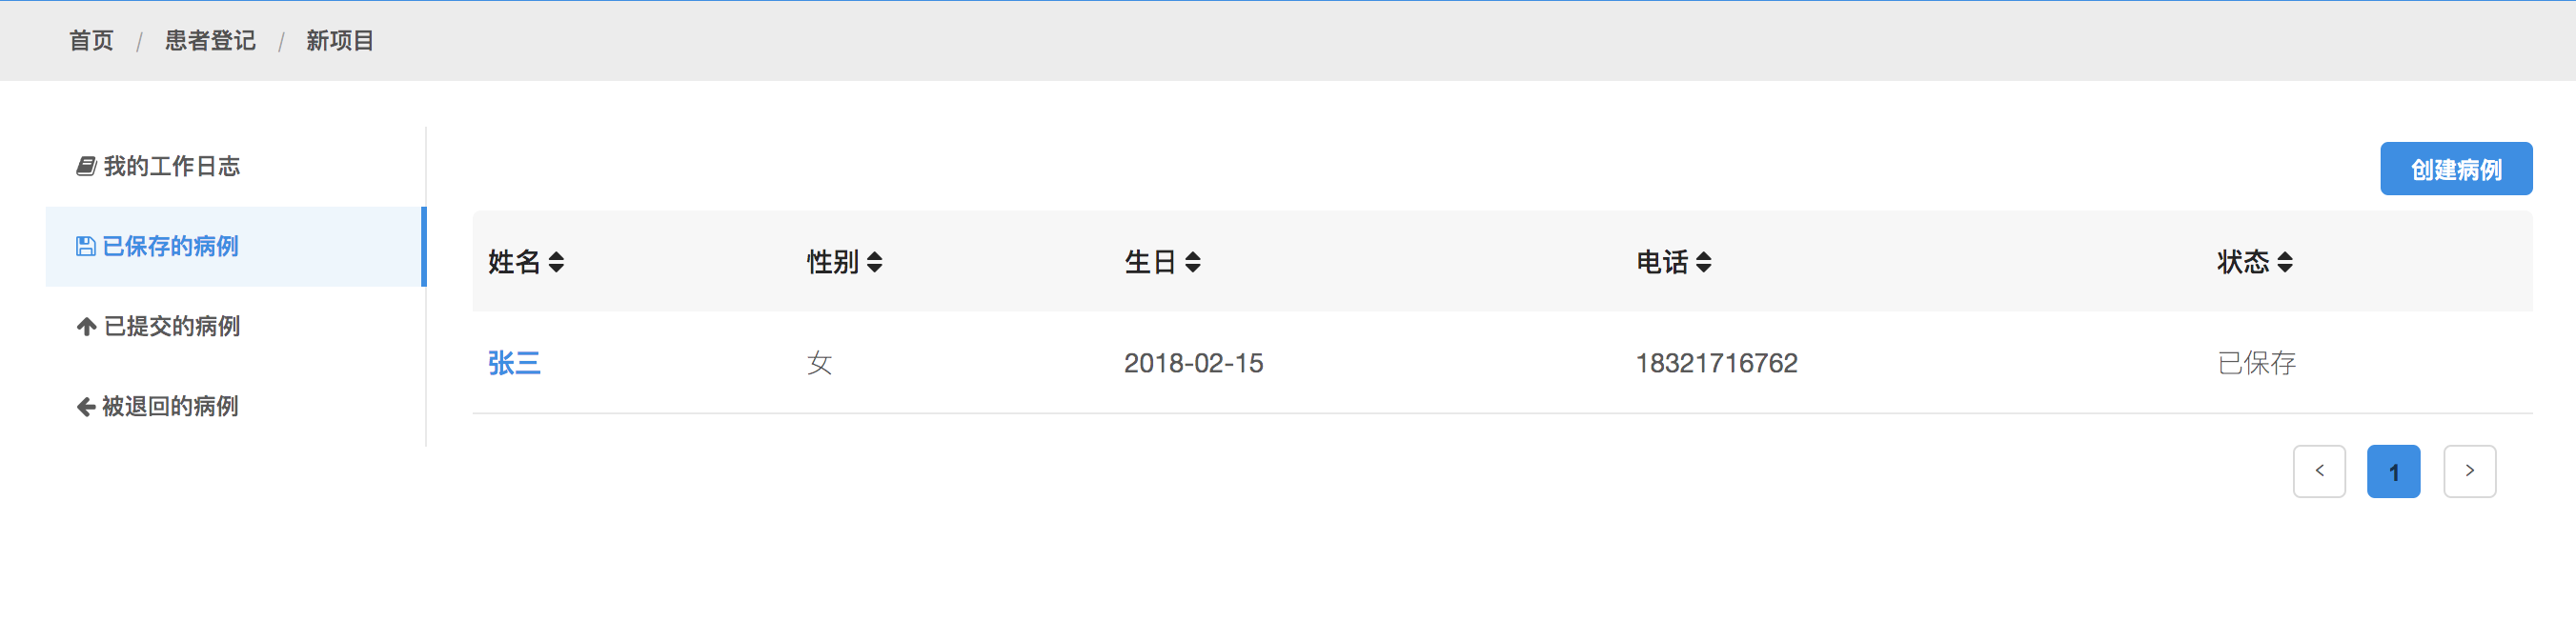 首页 / 患者登记 / 新项目
我的工作日志
已保存的病例
已提交的病例
被退回的病例
创建病例
姓名 性别 生日 电话 状态
张三 女 2018-02-15 18321716762 已保存
< 1 >